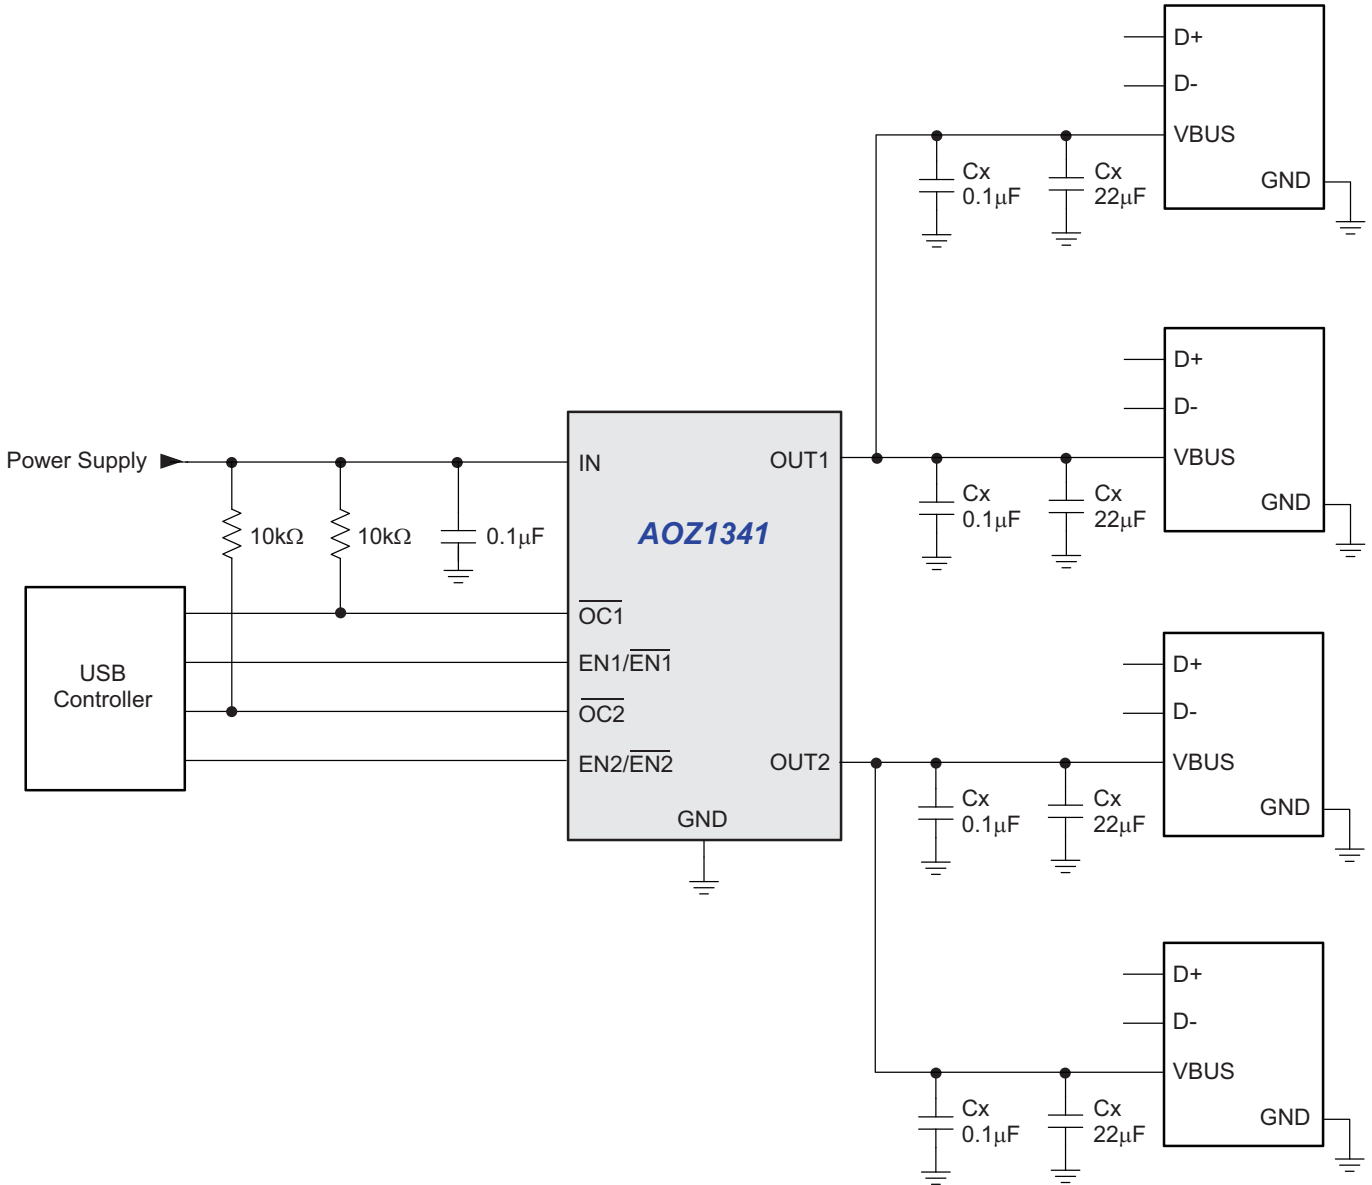 D+
D-
VBUS
GND
Cx
0.1μF
Cx
22μF
D+
D-
VBUS
GND
Cx
0.1μF
Cx
22μF
Power Supply
10kΩ
10kΩ
0.1μF
USB
Controller
IN
OUT1
AOZ1341
OC1
EN1/EN1
OC2
EN2/EN2
OUT2
GND
D+
D-
VBUS
GND
Cx
0.1μF
Cx
22μF
D+
D-
VBUS
GND
Cx
0.1μF
Cx
22μF